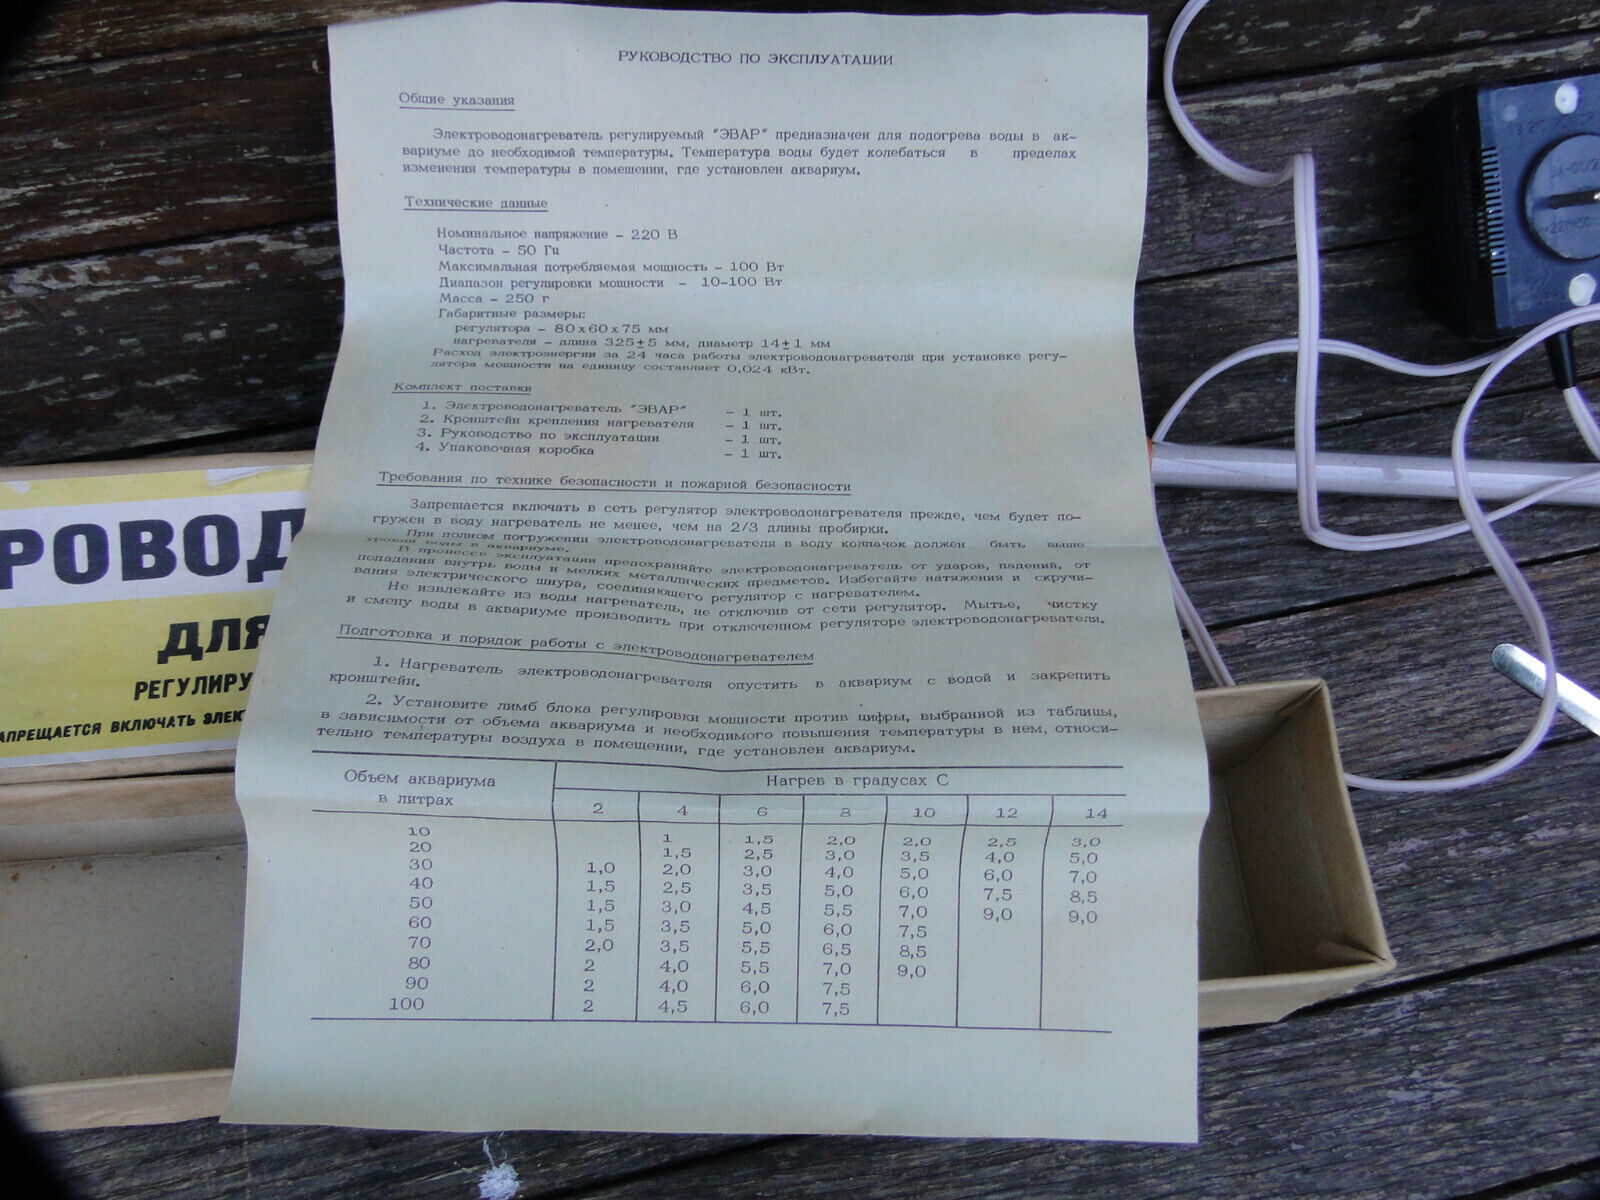 РУКОВОДСТВО ПО ЭКСПЛУАТАЦИИ
Общие указания
Электроводонагреватель регулируемый "ЭВАР" предназначен для подогрева воды в ак-
вариуме до необходимой температуры. Температура воды будет колебаться в пределах
изменения температуры в помещении, где установлен аквариум.
Технические данные
Номинальное напряжение – 220 В
Частота – 50 Гц
Максимальная потребляемая мощность – 100 Вт
Диапазон регулировки мощности – 10-100 Вт
Масса – 250 г
Габаритные размеры:
регулятора – 80х60х75 мм
нагревателя – длина 325±5 мм, диаметр 14±1 мм
Расход электроэнергии за 24 часа работы электроводонагревателя при установке регу-
лятора мощности на единицу составляет 0,024 кВт.
Комплект поставки
1. Электроводонагреватель "ЭВАР" – 1 шт.
2. Кронштейн крепления нагревателя – 1 шт.
3. Руководство по эксплуатации – 1 шт.
4. Упаковочная коробка – 1 шт.
Требования по технике безопасности и пожарной безопасности
Запрещается включать в сеть регулятор электроводонагревателя прежде, чем будет по-
гружен в воду нагреватель не менее, чем на 2/3 длины пробирки.
При полном погружении электроводонагревателя в воду колпачок должен быть выше
уровня воды в аквариуме.
В процессе эксплуатации предохраняйте электроводонагреватель от ударов, падений, от
попадания внутрь воды и мелких металлических предметов. Избегайте натяжения и скручи-
вания электрического шнура, соединяющего регулятор с нагревателем.
Не извлекайте из воды нагреватель, не отключив от сети регулятор. Мытье, чистку
и смену воды в аквариуме производить при отключенном регуляторе электроводонагревателя.
Подготовка и порядок работы с электроводонагревателем
1. Нагреватель электроводонагревателя опустить в аквариум с водой и закрепить
кронштейн.
2. Установите лимб блока регулировки мощности против цифры, выбранной из таблицы,
в зависимости от объема аквариума и необходимого повышения температуры в нем, относи-
тельно температуры воздуха в помещении, где установлен аквариум.
Объем аквариума в литрах Нагрев в градусах С
2 4 6 8 10 12 14
10 1 1,5 2,0 2,0 2,5 3,0
20 1,5 2,5 3,0 3,5 4,0 5,0
30 1,0 2,0 3,0 4,0 5,0 6,0 7,0
40 1,5 2,5 3,5 5,0 6,0 7,5 8,5
50 1,5 3,0 4,5 5,5 7,0 9,0 9,0
60 1,5 3,5 5,0 6,0 7,5
70 2,0 3,5 5,5 6,5 8,5
80 2 4,0 5,5 7,0 9,0
90 2 4,0 6,0 7,5
100 2 4,5 6,0 7,5
РОВОД
ДЛЯ
РЕГУЛИРУ
АПРЕЩАЕТСЯ ВКЛЮЧАТЬ ЭЛЕК